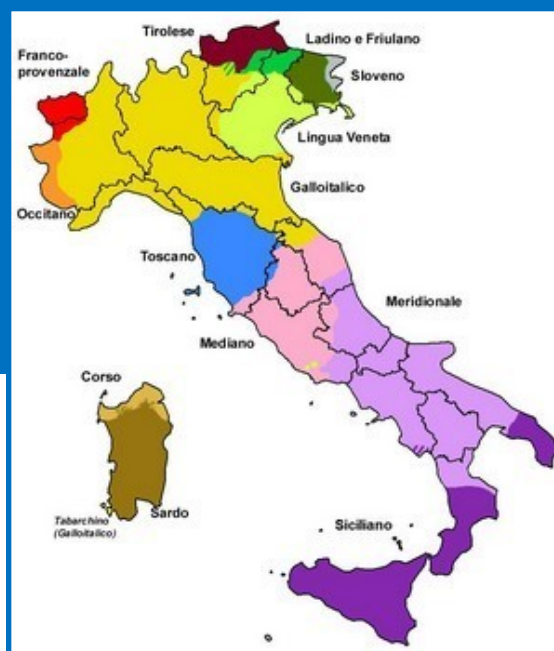 Tirolese
Ladino e Friulano
Franco-
provenzale
Sloveno
Lingua Veneta
Galloitalico
Occitano
Toscano
Meridionale
Mediano
Corso
Sardo
Tabarchino
(Galloitalico)
Siciliano